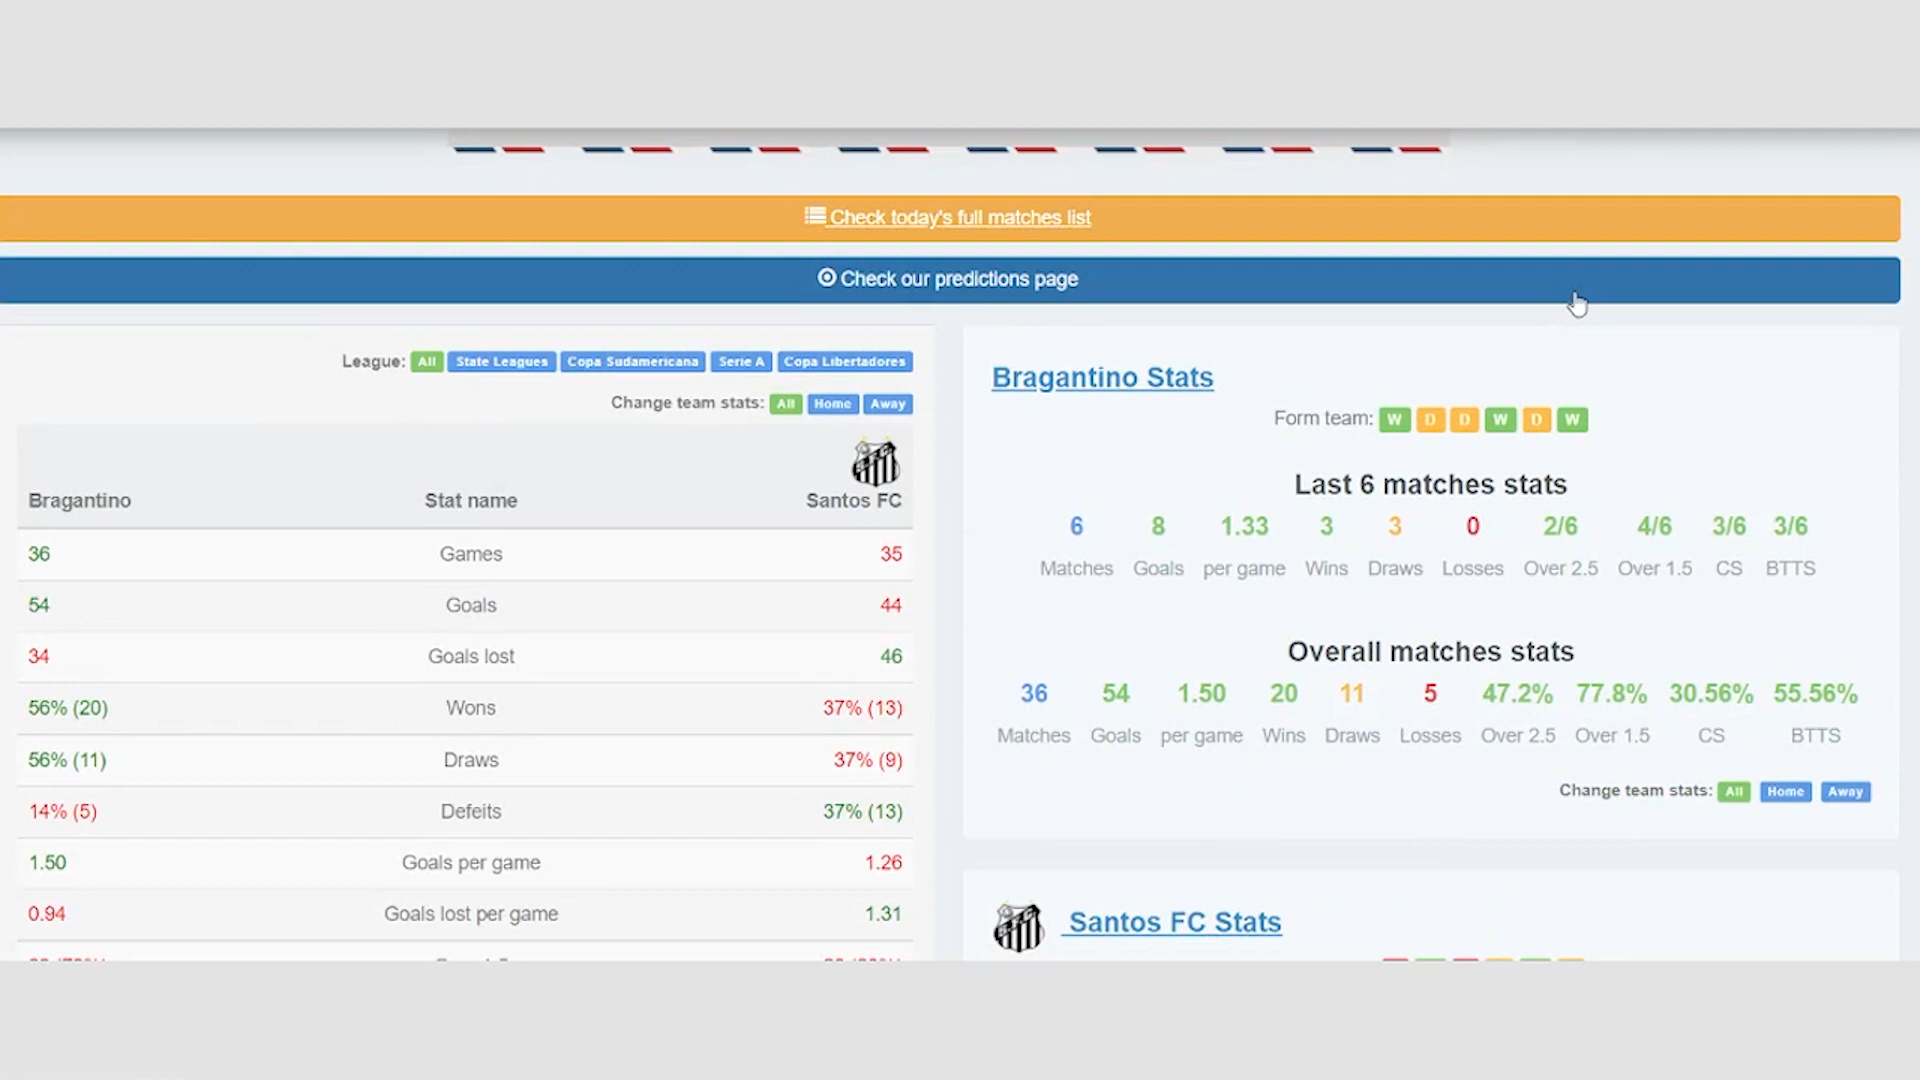 Check today's full matches list
Check our predictions page
League: All State Leagues Copa Sudamericana Serie A Copa Libertadores
Change team stats: All Home Away
Bragantino Stat name Santos FC
36 Games 35
54 Goals 44
34 Goals lost 46
56% (20) Wons 37% (13)
56% (11) Draws 37% (9)
14% (5) Defeits 37% (13)
1.50 Goals per game 1.26
0.94 Goals lost per game 1.31
Bragantino Stats
Form team: W D D W D W
Last 6 matches stats
6 8 1.33 3 3 0 2/6 4/6 3/6 3/6
Matches Goals per game Wins Draws Losses Over 2.5 Over 1.5 CS BTTS
Overall matches stats
36 54 1.50 20 11 5 47.2% 77.8% 30.56% 55.56%
Matches Goals per game Wins Draws Losses Over 2.5 Over 1.5 CS BTTS
Change team stats: All Home Away
Santos FC Stats